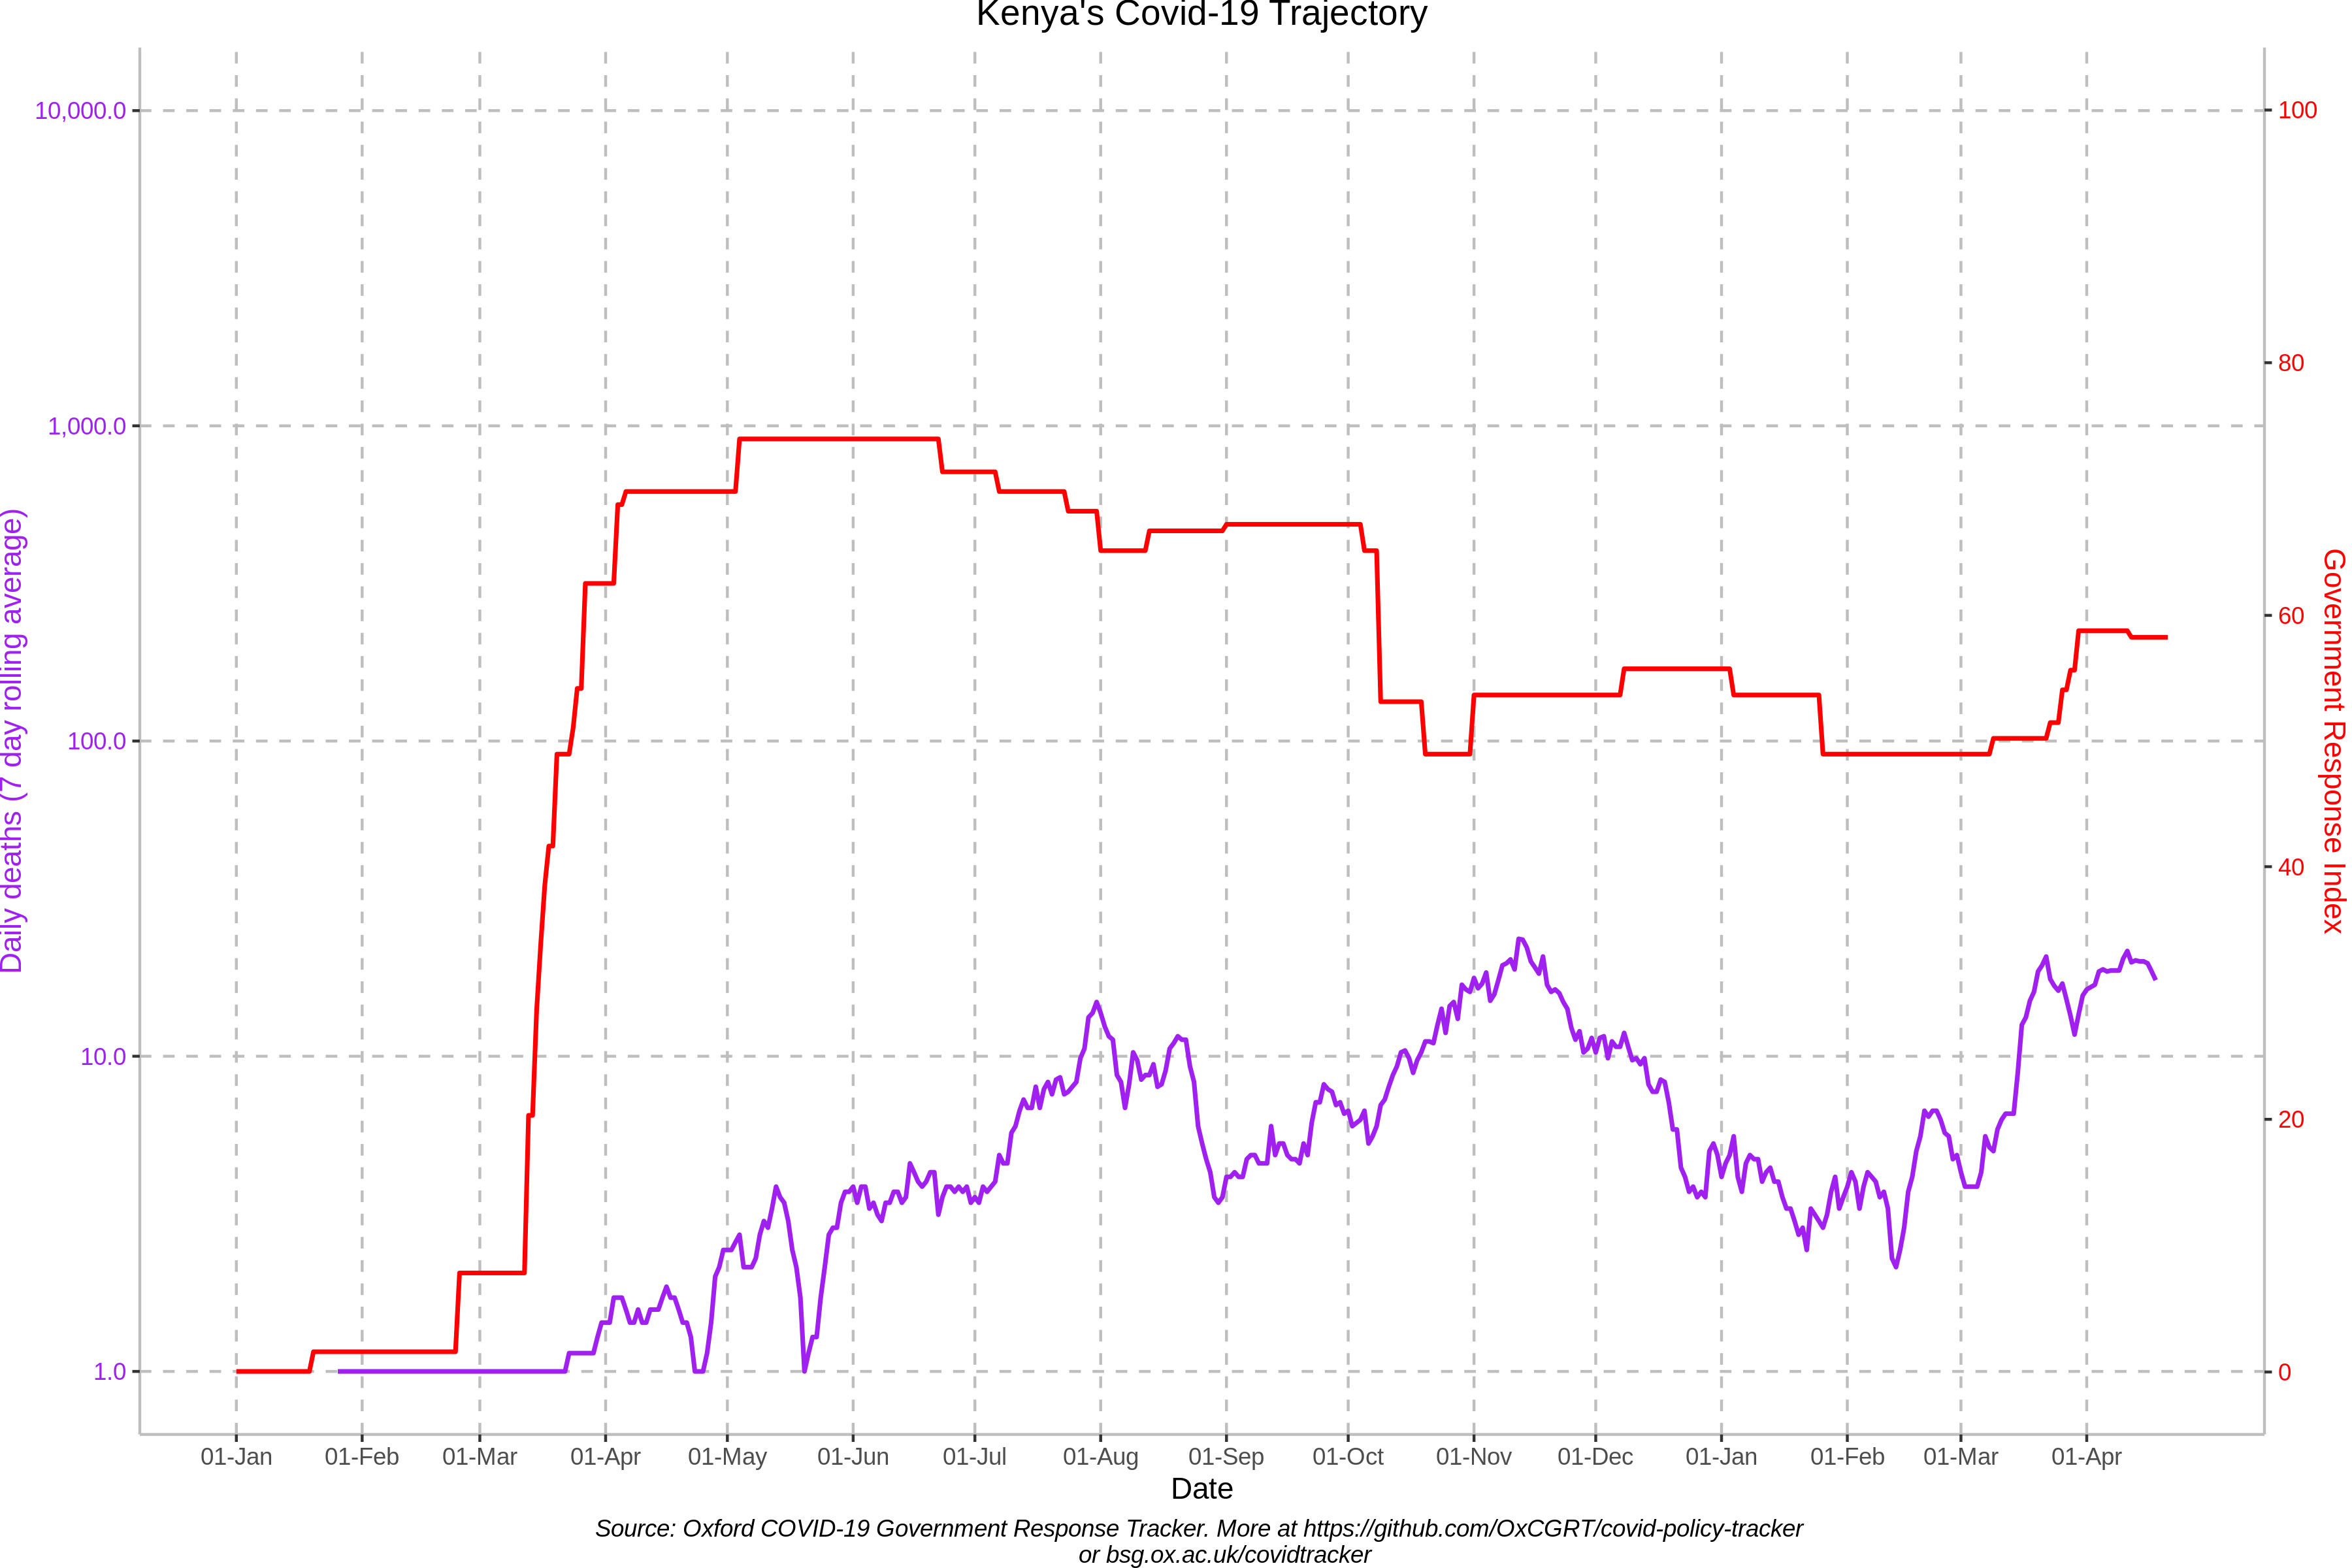 Kenya's Covid-19 Trajectory
10,000.0
1,000.0
100.0
10.0
1.0
Daily deaths (7 day rolling average)
100
80
60
40
20
0
Government Response Index
01-Jan 01-Feb 01-Mar 01-Apr 01-May 01-Jun 01-Jul 01-Aug 01-Sep 01-Oct 01-Nov 01-Dec 01-Jan 01-Feb 01-Mar 01-Apr
Date
Source: Oxford COVID-19 Government Response Tracker. More at https://github.com/OxCGRT/covid-policy-tracker
or bsg.ox.ac.uk/covidtracker